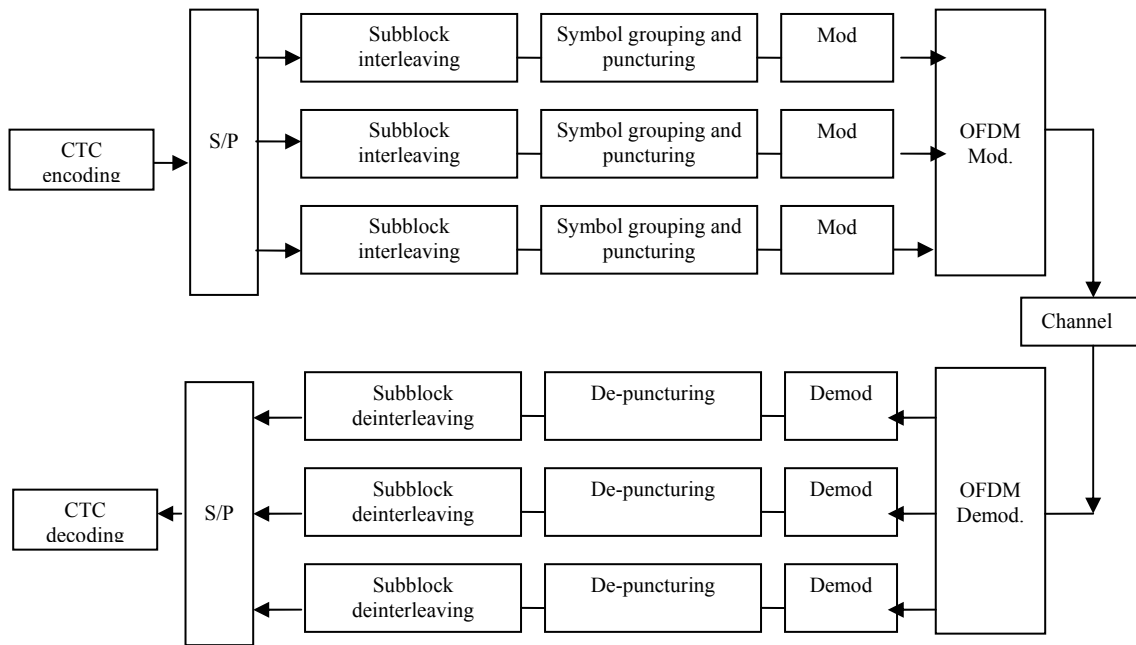 Subblock
interleaving
Symbol grouping and
puncturing
Mod
Subblock
interleaving
Symbol grouping and
puncturing
Mod
Subblock
interleaving
Symbol grouping and
puncturing
Mod
CTC
encoding
S/P
OFDM
Mod.
Channel
Subblock
deinterleaving
De-puncturing
Demod
Subblock
deinterleaving
De-puncturing
Demod
Subblock
deinterleaving
De-puncturing
Demod
CTC
decoding
S/P
OFDM
Demod.